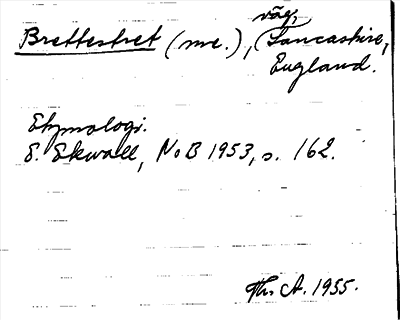 väg,
Brettestret (me.), Lancashire,
England.
Etymologi.
E. Ekwall, NoB 1953, s. 162.
Th. A. 1955.